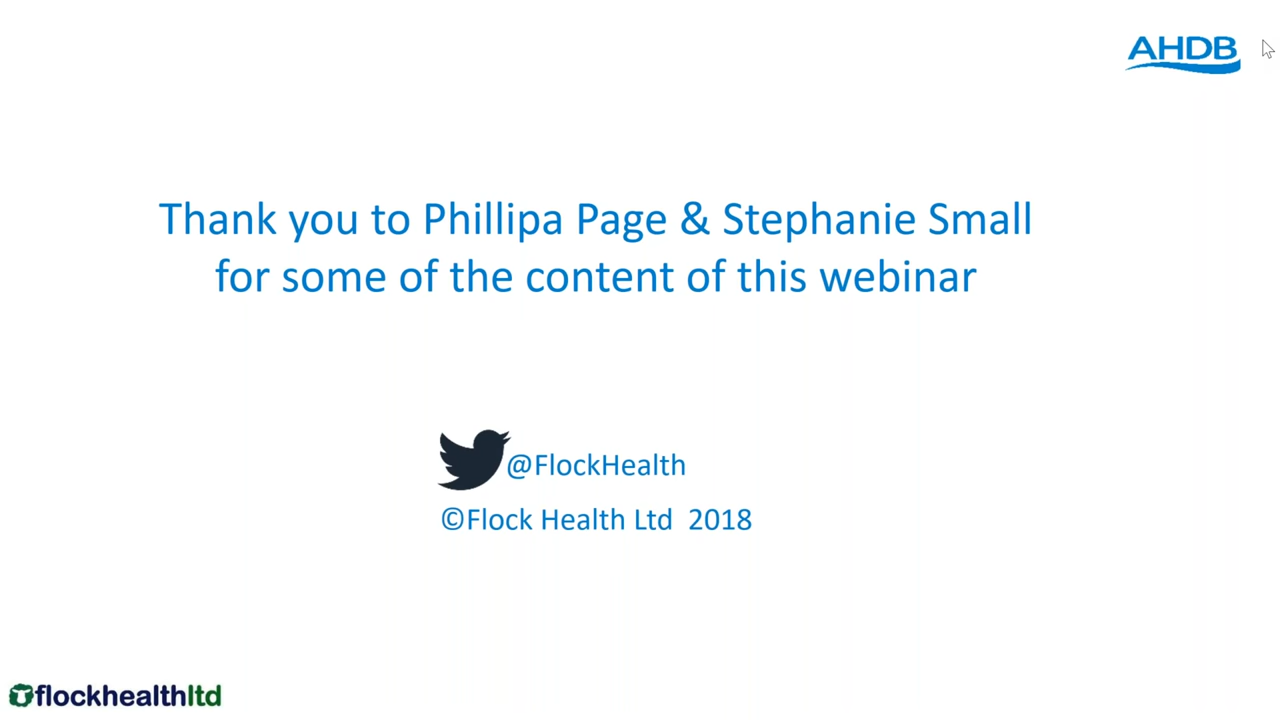 AHDB
Thank you to Phillipa Page & Stephanie Small
for some of the content of this webinar
@FlockHealth
©Flock Health Ltd 2018
flockhealthltd